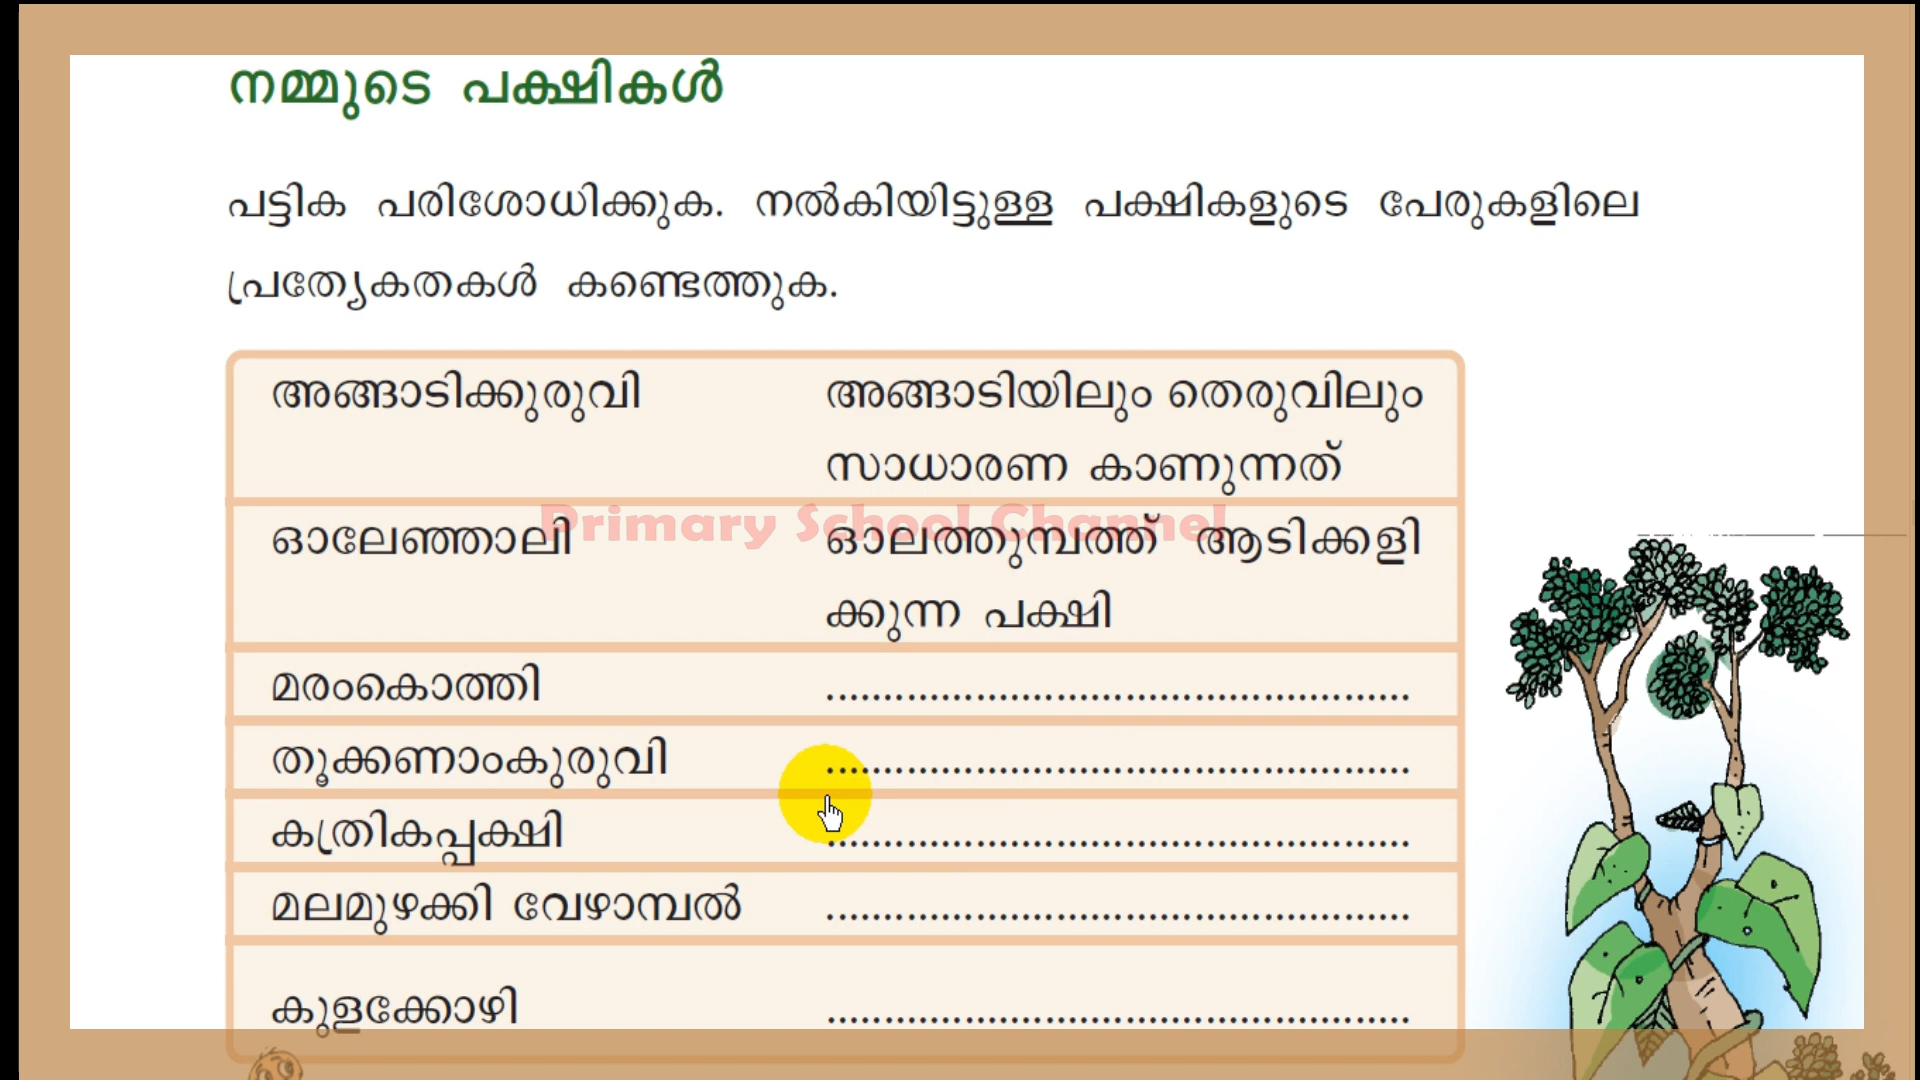 നമ്മുടെ പക്ഷികൾ
പട്ടിക പരിശോധിക്കുക. നൽകിയിട്ടുള്ള പക്ഷികളുടെ പേരുകളിലെ
പ്രത്യേകതകൾ കണ്ടെത്തുക.
അങ്ങാടിക്കുരുവി അങ്ങാടിയിലും തെരുവിലും
സാധാരണ കാണുന്നത്
Primary School Channel
ഓലേഞ്ഞാലി ഓലത്തുമ്പത്ത് ആടിക്കളി
ക്കുന്ന പക്ഷി
മരംകൊത്തി ..................................................
തൂക്കണാംകുരുവി ..................................................
കത്രികപ്പക്ഷി ..................................................
മലമുഴക്കി വേഴാമ്പൽ ..................................................
കുളക്കോഴി ..................................................